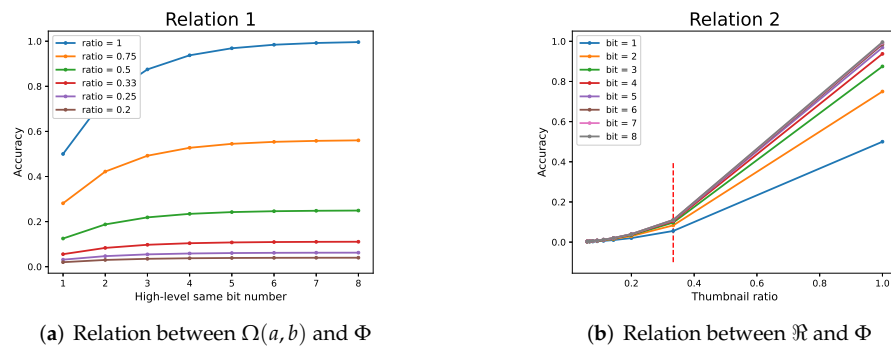 Relation 1
Accuracy
1.0
0.8
0.6
0.4
0.2
0.0
ratio = 1
ratio = 0.75
ratio = 0.5
ratio = 0.33
ratio = 0.25
ratio = 0.2
1 2 3 4 5 6 7 8
High-level same bit number
(a) Relation between Ω(a, b) and Φ
Relation 2
Accuracy
1.0
0.8
0.6
0.4
0.2
0.0
bit = 1
bit = 2
bit = 3
bit = 4
bit = 5
bit = 6
bit = 7
bit = 8
0.2 0.4 0.6 0.8 1.0
Thumbnail ratio
(b) Relation between ℜ and Φ